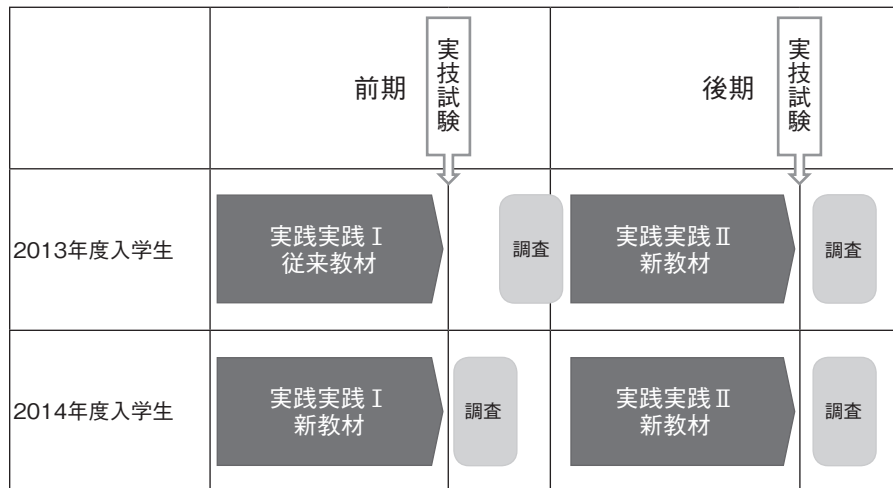 前期
実技試験
後期
実技試験
2013年度入学生
実践実践Ⅰ
従来教材
調査
実践実践Ⅱ
新教材
調査
2014年度入学生
実践実践Ⅰ
新教材
調査
実践実践Ⅱ
新教材
調査